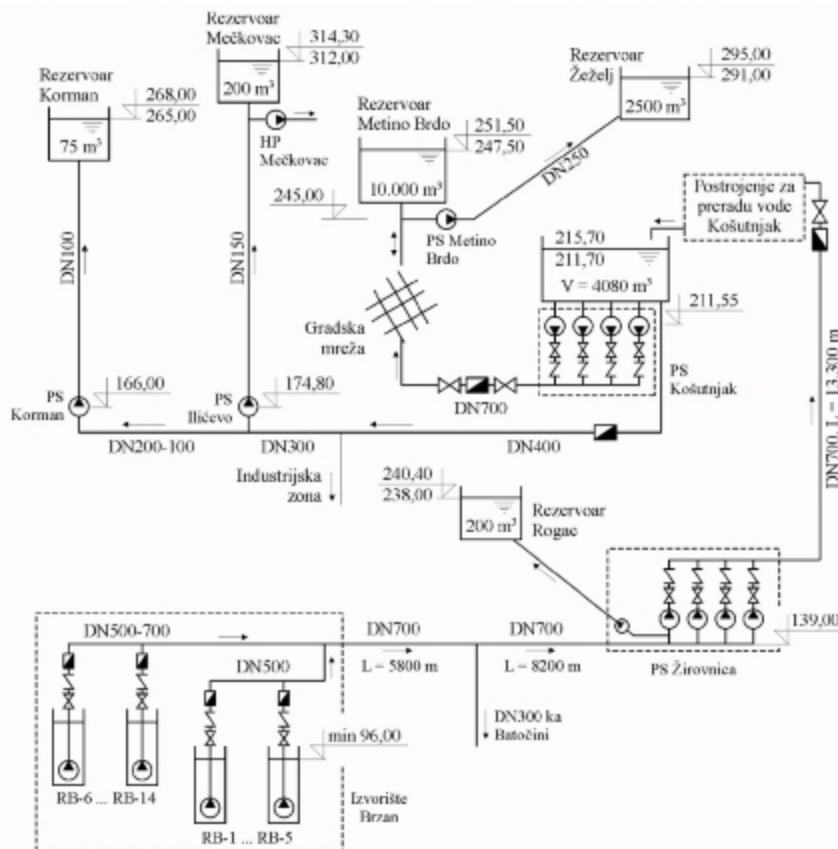 Rezervoar
Mečkovac
314,30
312,00
200 m³
HP
Mečkovac
Rezervoar
Korman
268,00
265,00
75 m³
Rezervoar
Metino Brdo
251,50
247,50
10.000 m³
245,00
PS Metino
Brdo
Rezervoar
Žeželj
295,00
291,00
2500 m³
DN250
Postrojenje za
preradu vode
Košutnjak
215,70
211,70
V = 4080 m³
211,55
PS
Košutnjak
Gradska
mreža
DN700
DN100
DN150
PS
Korman
166,00
PS
Ilićevo
174,80
DN200-100
DN300
DN400
Industrijska
zona
DN700, L = 13.300 m
240,40
238,00
200 m³
Rezervoar
Rogac
139,00
PS Žirovnica
DN500-700
DN500
DN700
L = 5800 m
DN700
L = 8200 m
DN300 ka
Batočini
min 96,00
RB-6 ... RB-14
RB-1 ... RB-5
Izvorište
Brzan